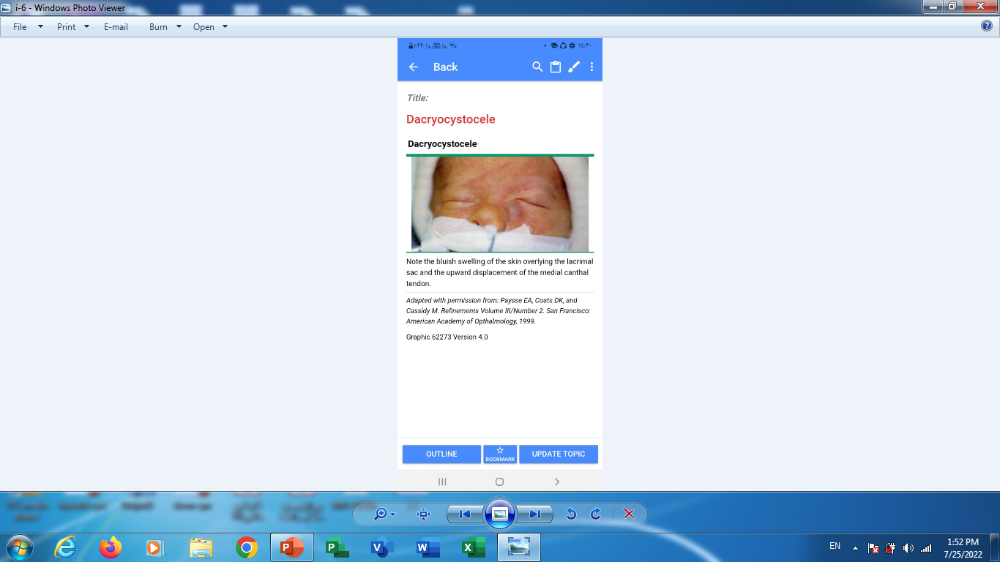 i-6 - Windows Photo Viewer
File Print E-mail Burn Open
۱۵:۲۰
Back
Title:
Dacryocystocele
Dacryocystocele
Note the bluish swelling of the skin overlying the lacrimal
sac and the upward displacement of the medial canthal
tendon.
Adapted with permission from: Paysse EA, Coats DK, and
Cassidy M. Refinements Volume III/Number 2. San Francisco:
American Academy of Opthalmology, 1999.
Graphic 62273 Version 4.0
OUTLINE
BOOKMARK
UPDATE TOPIC
EN
1:52 PM
7/25/2022